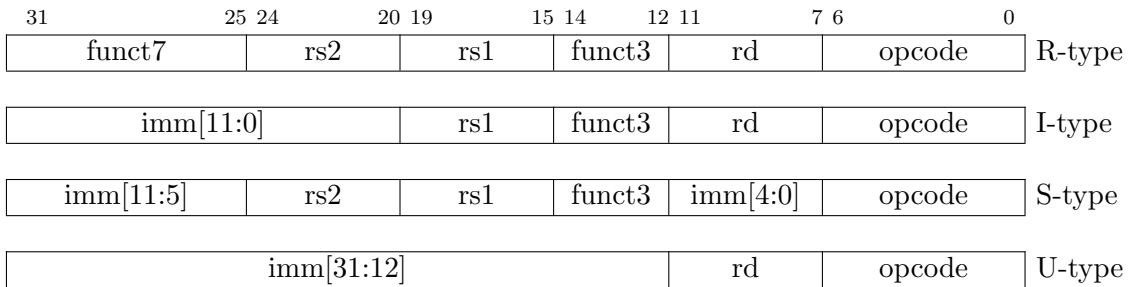 31 25 24 20 19 15 14 12 11 7 6 0
funct7 rs2 rs1 funct3 rd opcode R-type
imm[11:0] rs1 funct3 rd opcode I-type
imm[11:5] rs2 rs1 funct3 imm[4:0] opcode S-type
imm[31:12] rd opcode U-type